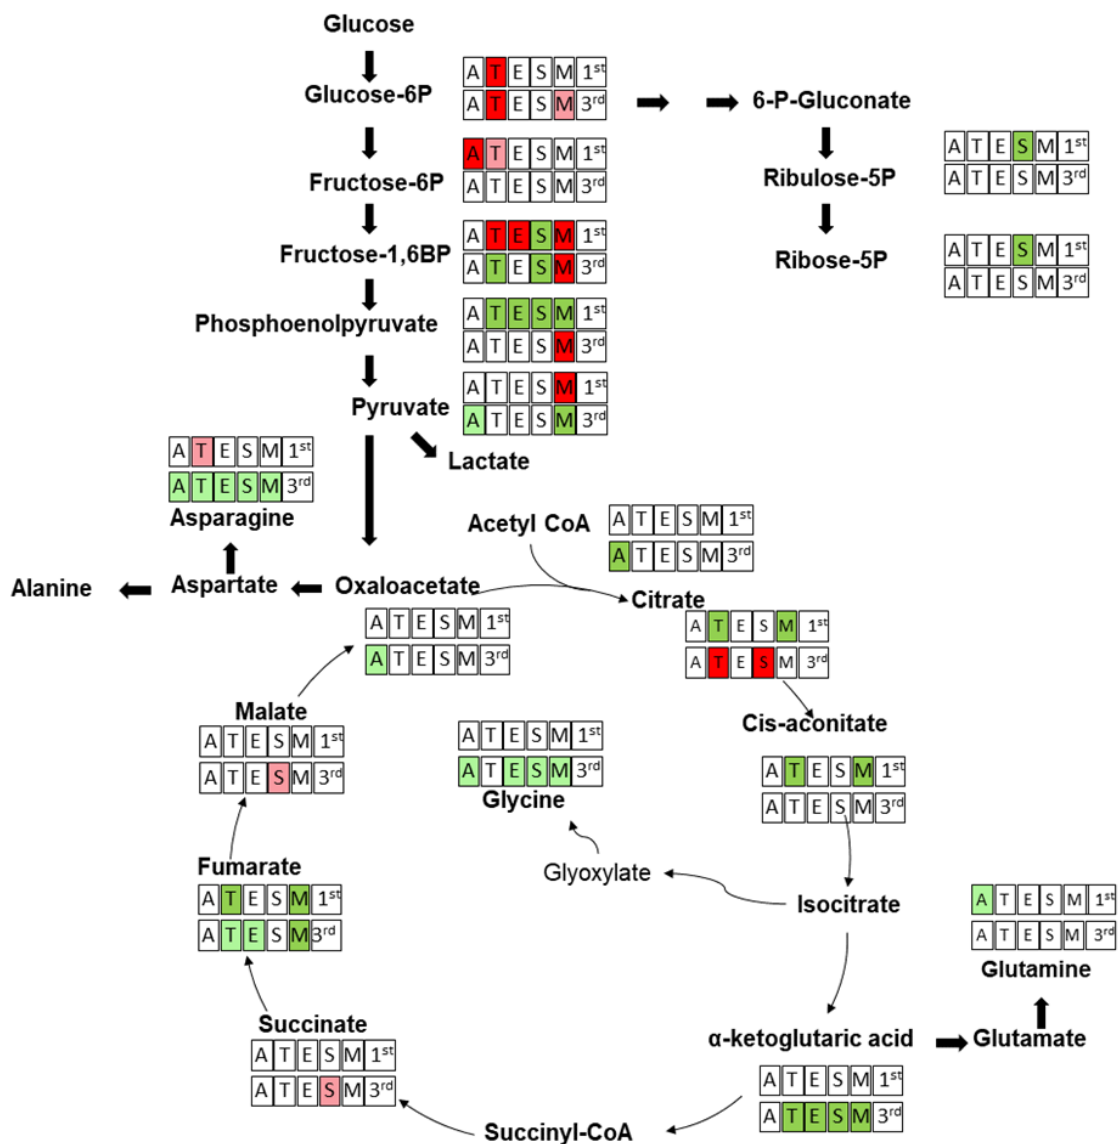 Glucose
A T E S M 1st
Glucose-6P
A T E S M 3rd
6-P-Gluconate
A T E S M 1st
Fructose-6P
A T E S M 3rd
A T E S M 1st
Ribulose-5P
A T E S M 3rd
A T E S M 1st
Fructose-1,6BP
A T E S M 3rd
A T E S M 1st
Ribose-5P
A T E S M 3rd
Phosphoenolpyruvate
A T E S M 1st
A T E S M 3rd
A T E S M 1st
Pyruvate
A T E S M 3rd
Lactate
A T E S M 1st
A T E S M 3rd
Asparagine
Acetyl CoA
A T E S M 1st
A T E S M 3rd
Alanine
Aspartate
Oxaloacetate
Citrate
A T E S M 1st
A T E S M 3rd
A T E S M 1st
A T E S M 3rd
Malate
A T E S M 1st
A T E S M 3rd
Cis-aconitate
A T E S M 1st
A T E S M 3rd
A T E S M 1st
A T E S M 3rd
Glycine
Fumarate
A T E S M 1st
A T E S M 3rd
Glyoxylate
Isocitrate
A T E S M 1st
A T E S M 3rd
Glutamine
Succinate
A T E S M 1st
A T E S M 3rd
α-ketoglutaric acid
Glutamate
A T E S M 1st
A T E S M 3rd
Succinyl-CoA